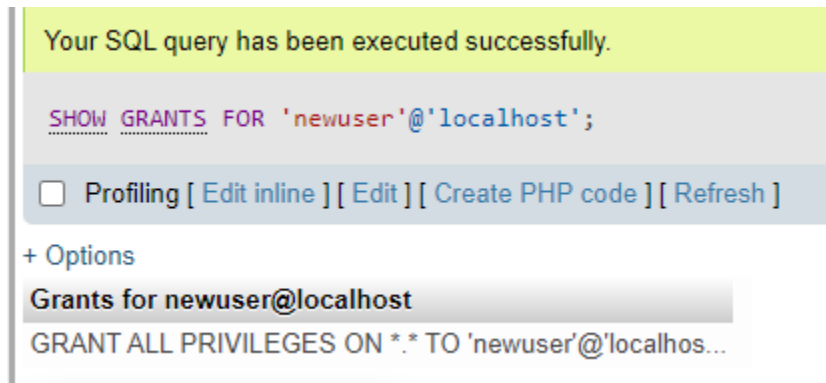 Your SQL query has been executed successfully.
SHOW GRANTS FOR 'newuser'@'localhost';
Profiling [ Edit inline ] [ Edit ] [ Create PHP code ] [ Refresh ]
+ Options
Grants for newuser@localhost
GRANT ALL PRIVILEGES ON *.* TO 'newuser'@'localhos...